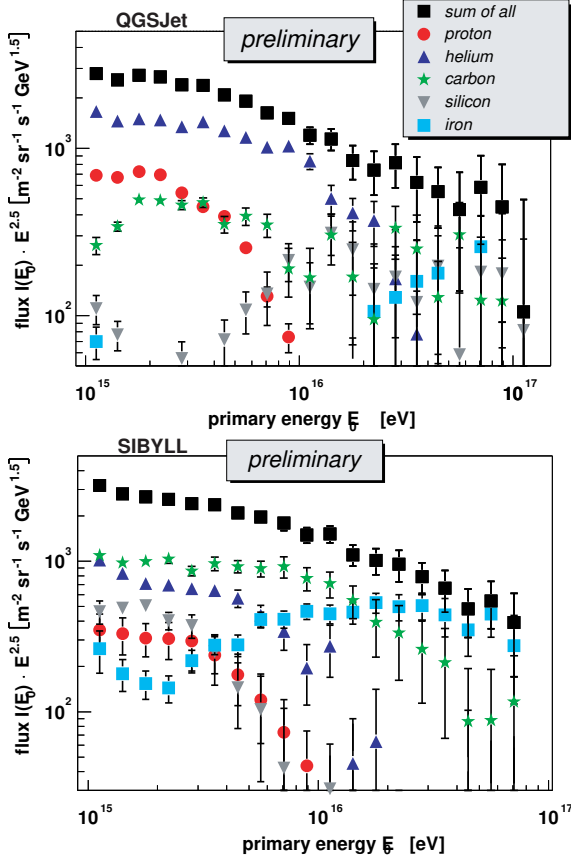 QGSJet
preliminary
sum of all
proton
helium
carbon
silicon
iron
flux I(E0) · E^2.5 [m^-2 sr^-1 s^-1 GeV^1.5]
10^3
10^2
10^15
10^16
10^17
primary energy E0 [eV]
SIBYLL
preliminary
flux I(E0) · E^2.5 [m^-2 sr^-1 s^-1 GeV^1.5]
10^3
10^2
10^15
10^16
10^17
primary energy E0 [eV]